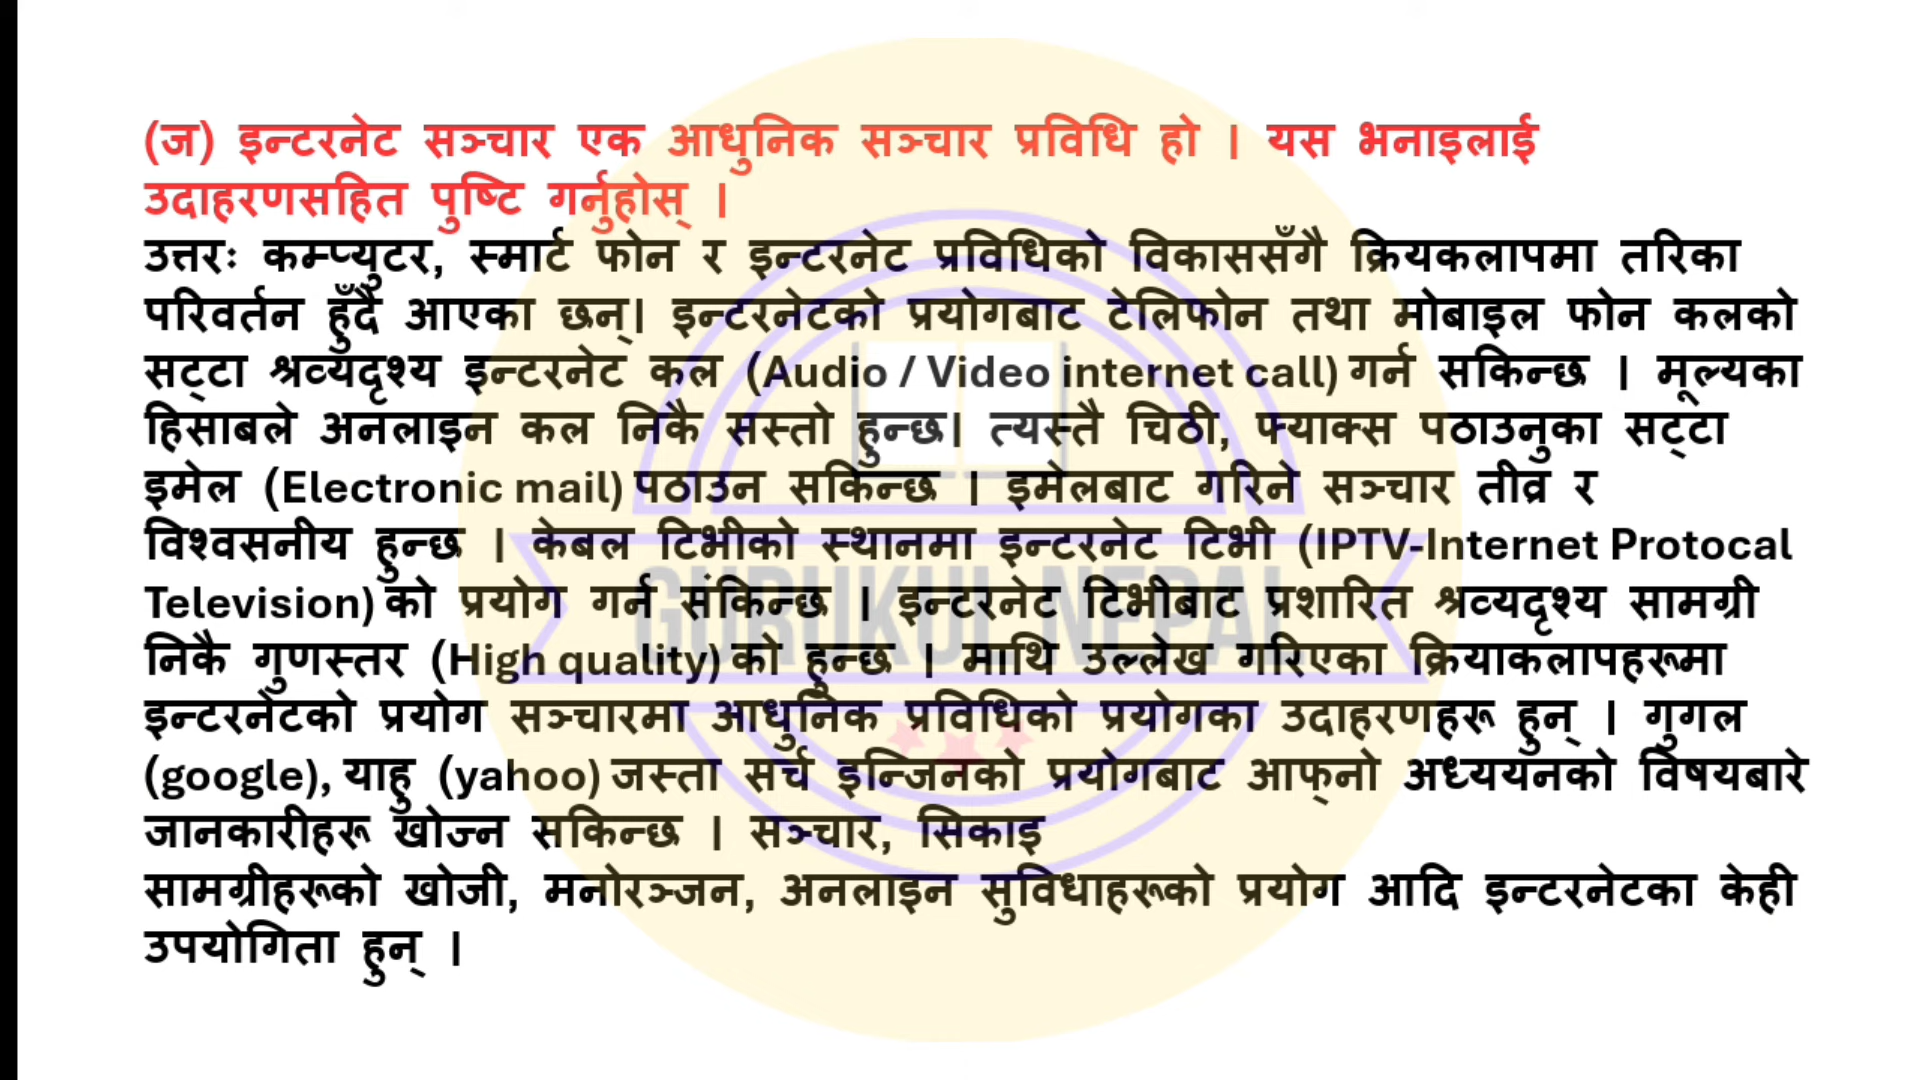 (ज) इन्टरनेट सञ्चार एक आधुनिक सञ्चार प्रविधि हो । यस भनाइलाई
उदाहरणसहित पुष्टि गर्नुहोस् ।
उत्तरः कम्प्युटर, स्मार्ट फोन र इन्टरनेट प्रविधिको विकाससँगै क्रियकलापमा तरिका
परिवर्तन हुँदै आएका छन्। इन्टरनेटको प्रयोगबाट टेलिफोन तथा मोबाइल फोन कलको
सट्टा श्रव्यदृश्य इन्टरनेट कल (Audio / Video internet call) गर्न सकिन्छ । मूल्यका
हिसाबले अनलाइन कल निकै सस्तो हुन्छ। त्यस्तै चिठी, फ्याक्स पठाउनुका सट्टा
इमेल (Electronic mail) पठाउन सकिन्छ । इमेलबाट गरिने सञ्चार तीव्र र
विश्वसनीय हुन्छ । केबल टिभीको स्थानमा इन्टरनेट टिभी (IPTV-Internet Protocal
Television) को प्रयोग गर्न संकिन्छ । इन्टरनेट टिभीबाट प्रशारित श्रव्यदृश्य सामग्री
निकै गुणस्तर (High quality) को हुन्छ । माथि उल्लेख गरिएका क्रियाकलापहरूमा
इन्टरनेटको प्रयोग सञ्चारमा आधुनिक प्रविधिको प्रयोगका उदाहरणहरू हुन् । गुगल
(google), याहु (yahoo) जस्ता सर्च इन्जिनको प्रयोगबाट आफ्नो अध्ययनको विषयबारे
जानकारीहरू खोज्न सकिन्छ । सञ्चार, सिकाइ
सामग्रीहरूको खोजी, मनोरञ्जन, अनलाइन सुविधाहरूको प्रयोग आदि इन्टरनेटका केही
उपयोगिता हुन् ।
GURUKUL NEPAL